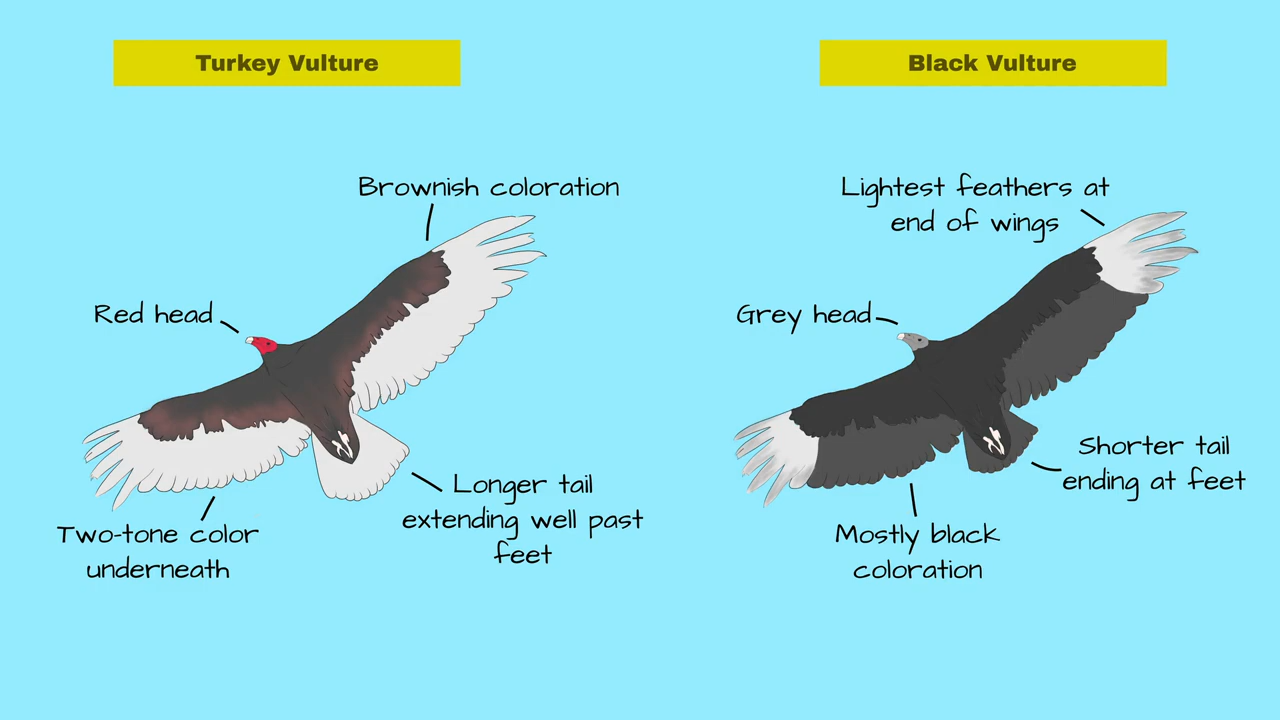 Turkey Vulture
Brownish coloration
Red head
Two-tone color
underneath
Longer tail
extending well past
feet
Black Vulture
Lightest feathers at
end of wings
Grey head
Shorter tail
ending at feet
Mostly black
coloration